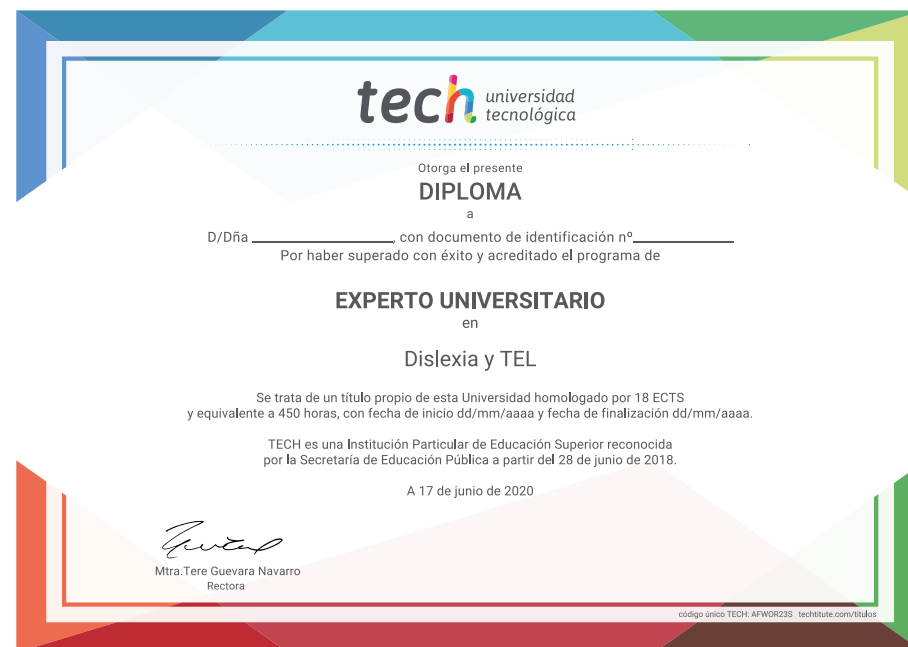 tech universidad
tecnológica
Otorga el presente
DIPLOMA
a
D/Dña ____________________, con documento de identificación nº______________
Por haber superado con éxito y acreditado el programa de
EXPERTO UNIVERSITARIO
en
Dislexia y TEL
Se trata de un título propio de esta Universidad homologado por 18 ECTS
y equivalente a 450 horas, con fecha de inicio dd/mm/aaaa y fecha de finalización dd/mm/aaaa.
TECH es una Institución Particular de Educación Superior reconocida
por la Secretaría de Educación Pública a partir del 28 de junio de 2018.
A 17 de junio de 2020
Mtra.Tere Guevara Navarro
Rectora
código único TECH: AFWOR23S techtitute.com/titulos